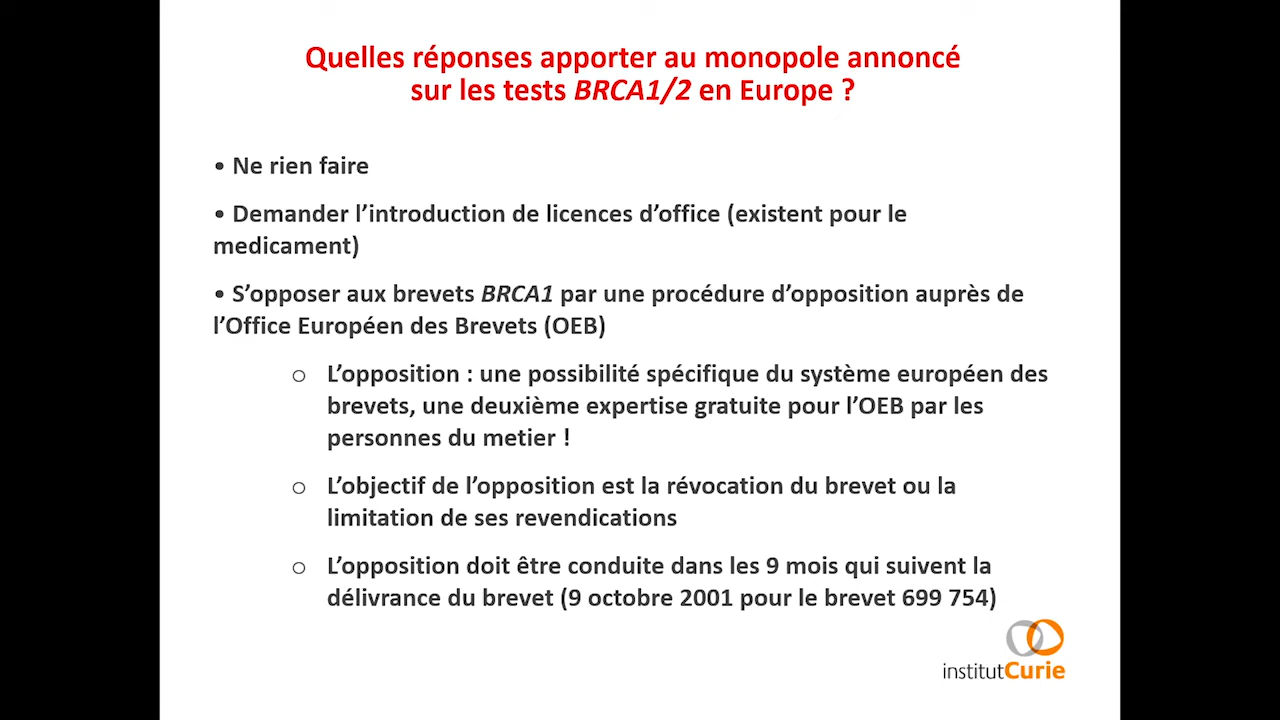 Quelles réponses apporter au monopole annoncé
sur les tests BRCA1/2 en Europe ?
• Ne rien faire
• Demander l’introduction de licences d’office (existent pour le
medicament)
• S’opposer aux brevets BRCA1 par une procédure d’opposition auprès de
l’Office Européen des Brevets (OEB)
o L’opposition : une possibilité spécifique du système européen des
brevets, une deuxième expertise gratuite pour l’OEB par les
personnes du metier !
o L’objectif de l’opposition est la révocation du brevet ou la
limitation de ses revendications
o L’opposition doit être conduite dans les 9 mois qui suivent la
délivrance du brevet (9 octobre 2001 pour le brevet 699 754)
institutCurie